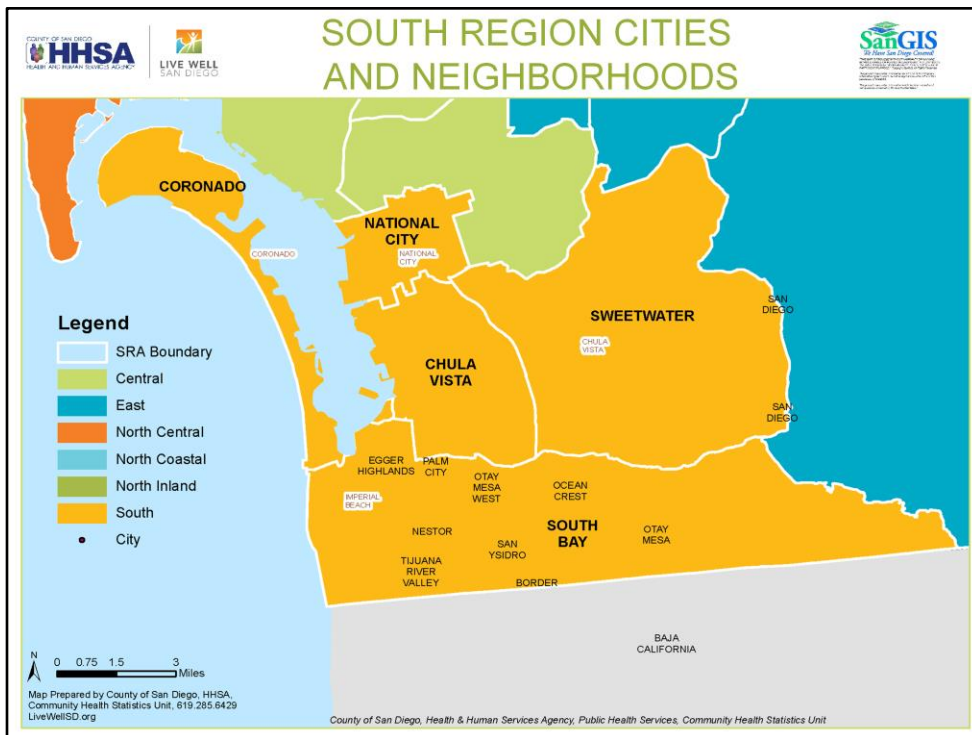 COUNTY OF SAN DIEGO
HHSA
HEALTH AND HUMAN SERVICES AGENCY
LIVE WELL
SAN DIEGO
SOUTH REGION CITIES
AND NEIGHBORHOODS
SanGIS
We Have San Diego Covered!
CORONADO
CORONADO
NATIONAL
CITY
NATIONAL
CITY
SWEETWATER
SAN
DIEGO
CHULA
VISTA
CHULA
VISTA
SAN
DIEGO
EGGER
HIGHLANDS
PALM
CITY
OTAY
MESA
WEST
OCEAN
CREST
IMPERIAL
BEACH
NESTOR
SOUTH
BAY
OTAY
MESA
SAN
YSIDRO
TIJUANA
RIVER
VALLEY
BORDER
BAJA
CALIFORNIA
Legend
SRA Boundary
Central
East
North Central
North Coastal
North Inland
South
City
N
0 0.75 1.5 3
Miles
Map Prepared by County of San Diego, HHSA,
Community Health Statistics Unit, 619.285.6429
LiveWellSD.org
County of San Diego, Health & Human Services Agency, Public Health Services, Community Health Statistics Unit